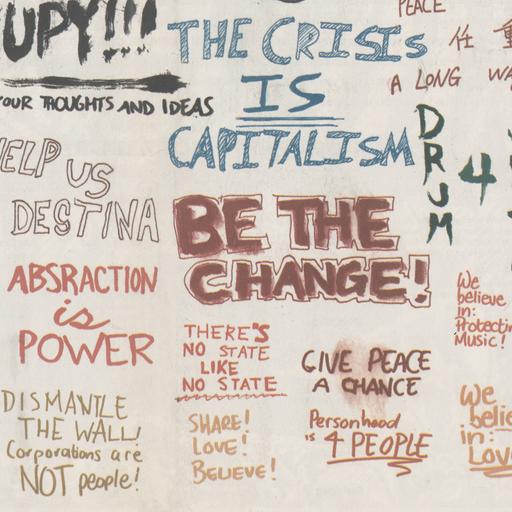 UPY!!!
YOUR THOUGHTS AND IDEAS
HELP US
DESTINA
ABSRACTION
is
POWER
DISMANTLE
THE WALL!
Corporations are
NOT people!
THE CRISIS
IS
CAPITALISM
BE THE
CHANGE!
THERE'S
NO STATE
LIKE
NO STATE
SHARE!
LOVE!
BELIEVE!
GIVE PEACE
A CHANCE
Personhood
is 4 PEOPLE
PEACE
任重
A LONG WA
DRUM
4
We
believe
in:
Protectin
Music!
We
belie
in:
Love